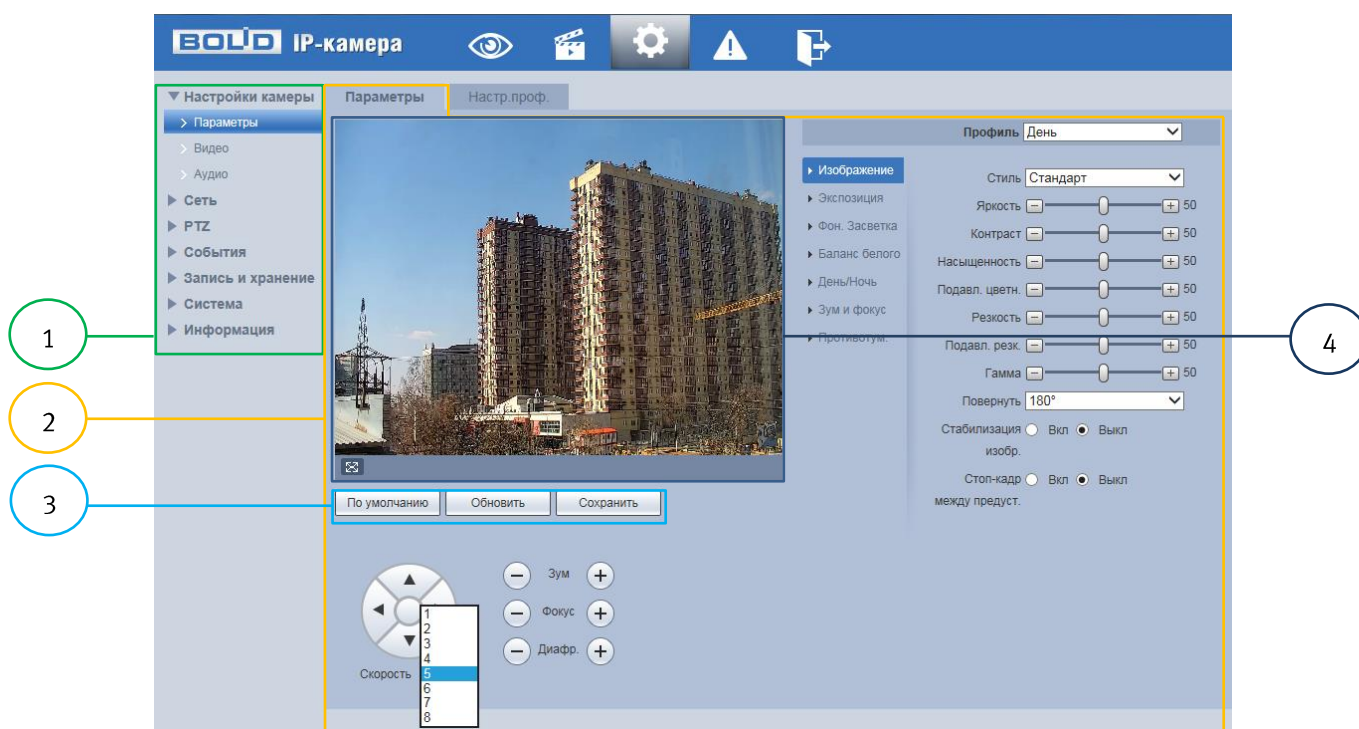 BOLID IP-камера
Настройки камеры
Параметры
Видео
Аудио
Сеть
PTZ
События
Запись и хранение
Система
Информация
1
2
3
4
Параметры
Настр.проф.
Профиль День
Изображение
Экспозиция
Фон. Засветка
Баланс белого
День/Ночь
Зум и фокус
Противотум.
Стиль Стандарт
Яркость 50
Контраст 50
Насыщенность 50
Подавл. цветн. 50
Резкость 50
Подавл. резк. 50
Гамма 50
Повернуть 180°
Стабилизация изобр. Вкл Выкл
Стоп-кадр между предуст. Вкл Выкл
По умолчанию Обновить Сохранить
Зум
Фокус
Диафр.
Скорость
1
2
3
4
5
6
7
8